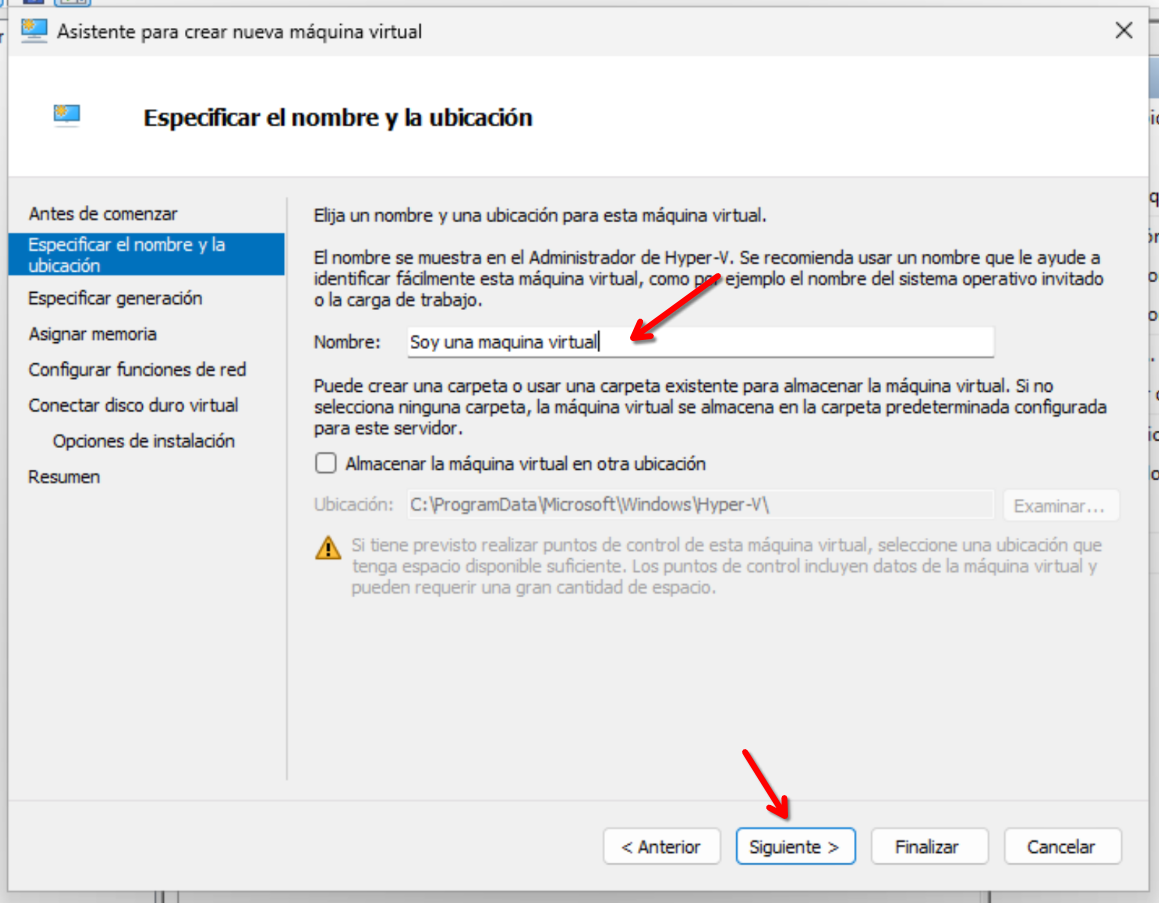 Asistente para crear nueva máquina virtual
Especificar el nombre y la ubicación
Antes de comenzar
Especificar el nombre y la
ubicación
Especificar generación
Asignar memoria
Configurar funciones de red
Conectar disco duro virtual
Opciones de instalación
Resumen
Elija un nombre y una ubicación para esta máquina virtual.
El nombre se muestra en el Administrador de Hyper-V. Se recomienda usar un nombre que le ayude a
identificar fácilmente esta máquina virtual, como por ejemplo el nombre del sistema operativo invitado
o la carga de trabajo.
Nombre: Soy una maquina virtual
Puede crear una carpeta o usar una carpeta existente para almacenar la máquina virtual. Si no
selecciona ninguna carpeta, la máquina virtual se almacena en la carpeta predeterminada configurada
para este servidor.
Almacenar la máquina virtual en otra ubicación
Ubicación: C:\ProgramData\Microsoft\Windows\Hyper-V\ Examinar...
Si tiene previsto realizar puntos de control de esta máquina virtual, seleccione una ubicación que
tenga espacio disponible suficiente. Los puntos de control incluyen datos de la máquina virtual y
pueden requerir una gran cantidad de espacio.
< Anterior Siguiente > Finalizar Cancelar